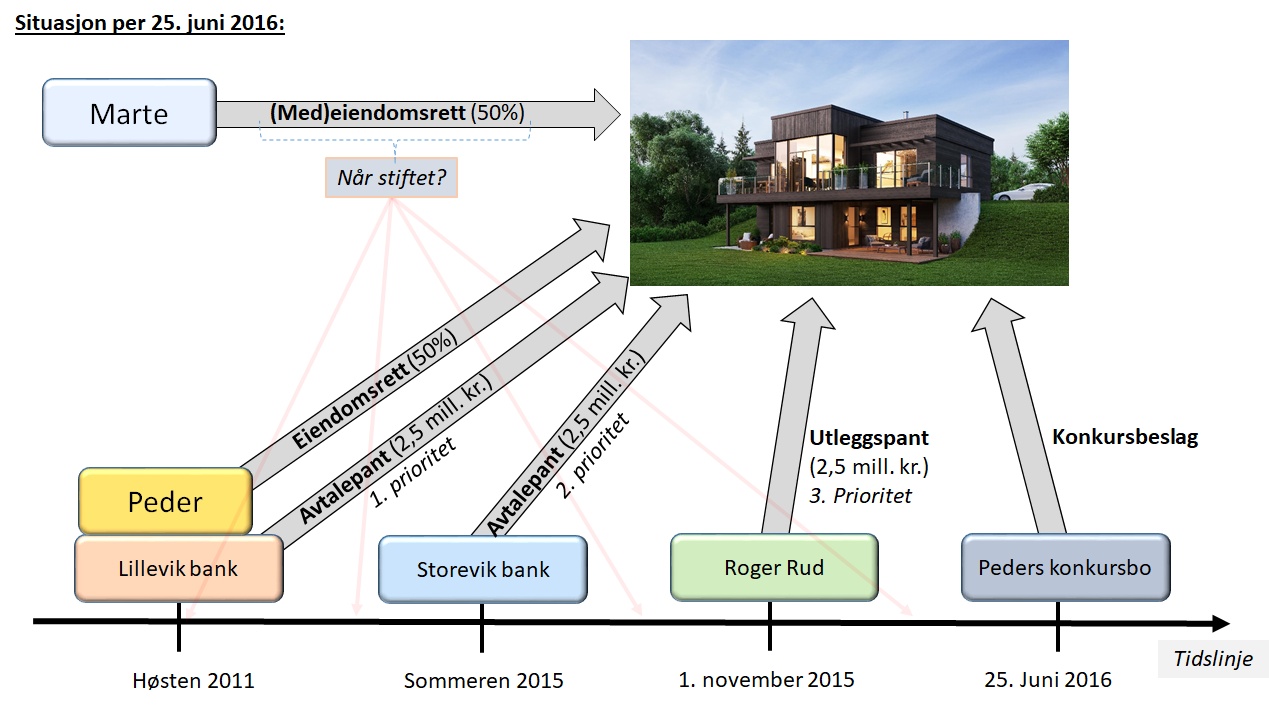 Situasjon per 25. juni 2016:
Marte
(Med)eiendomsrett (50%)
Når stiftet?
Eiendomsrett (50%)
Avtalepant (2,5 mill. kr.)
1. prioritet
Avtalepant (2,5 mill. kr.)
2. prioritet
Utleggspant
(2,5 mill. kr.)
3. Prioritet
Konkursbeslag
Peder
Lillevik bank
Storevik bank
Roger Rud
Peders konkursbo
Tidslinje
Høsten 2011
Sommeren 2015
1. november 2015
25. Juni 2016